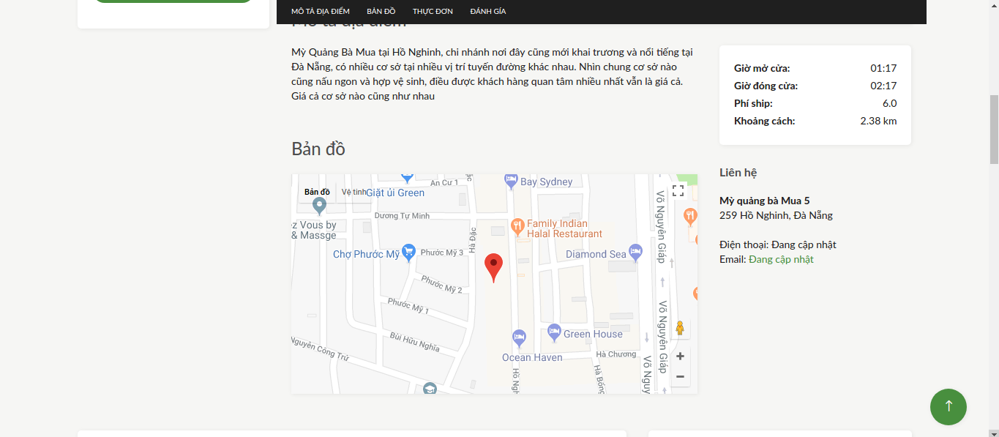 MÔ TẢ ĐỊA ĐIỂM
BẢN ĐỒ
THỰC ĐƠN
ĐÁNH GÍA
Mô tả địa điểm
Mỳ Quảng Bà Mua tại Hồ Nghinh, chi nhánh nơi đây cũng mới khai trương và nổi tiếng tại
Đà Nẵng, có nhiều cơ sở tại nhiều vị trí tuyến đường khác nhau. Nhìn chung cơ sở nào
cũng nấu ngon và hợp vệ sinh, điều được khách hàng quan tâm nhiều nhất vẫn là giá cả.
Giá cả cơ sở nào cũng như nhau
Giờ mở cửa: 01:17
Giờ đóng cửa: 02:17
Phí ship: 6.0
Khoảng cách: 2.38 km
Liên hệ
Mỳ quảng bà Mua 5
259 Hồ Nghinh, Đà Nẵng
Điện thoại: Đang cập nhật
Email: Đang cập nhật
Bản đồ
Bản đồ
Vệ tinh
Giặt ủi Green
An Cư 1
Bay Sydney
Dương Tự Minh
ez Vous by
& Massge
Family Indian
Halal Restaurant
Hà Đặc
Võ Nguyên Giáp
Chợ Phước Mỹ
Phước Mỹ 3
Diamond Sea
Phước Mỹ 2
Phước Mỹ 1
Bùi Hữu Nghĩa
Nguyễn Công Trứ
Green House
Ocean Haven
Hà Chương
Võ Nguyên Giáp
Võ Nguy
Hồ Ngh
Hà Bổng